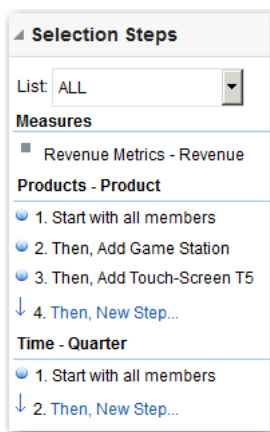 Selection Steps
List: ALL
Measures
Revenue Metrics - Revenue
Products - Product
1. Start with all members
2. Then, Add Game Station
3. Then, Add Touch-Screen T5
4. Then, New Step...
Time - Quarter
1. Start with all members
2. Then, New Step...